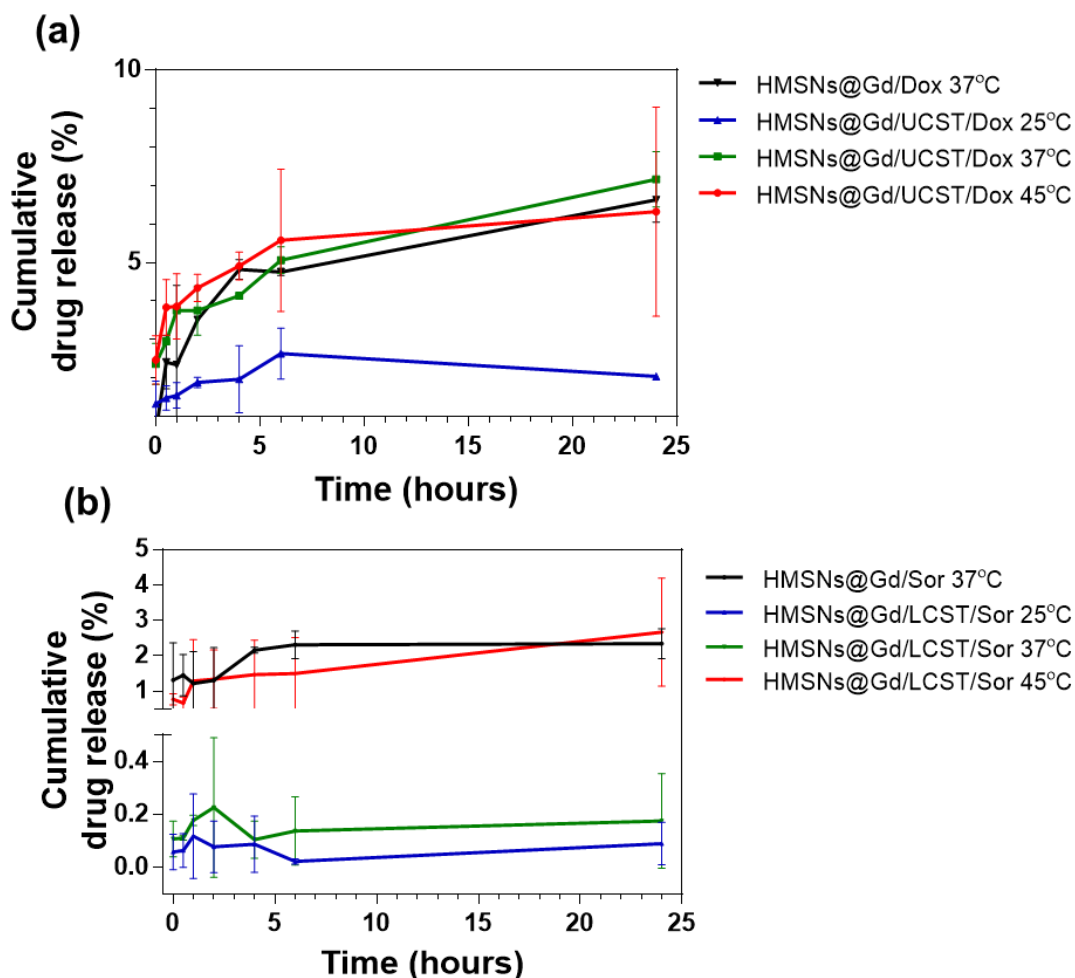 (a)
Cumulative
drug release (%)
10
5
0 5 10 15 20 25
Time (hours)
HMSNs@Gd/Dox 37°C
HMSNs@Gd/UCST/Dox 25°C
HMSNs@Gd/UCST/Dox 37°C
HMSNs@Gd/UCST/Dox 45°C
(b)
Cumulative
drug release (%)
5
4
3
2
1
0.4
0.2
0.0
0 5 10 15 20 25
Time (hours)
HMSNs@Gd/Sor 37°C
HMSNs@Gd/LCST/Sor 25°C
HMSNs@Gd/LCST/Sor 37°C
HMSNs@Gd/LCST/Sor 45°C